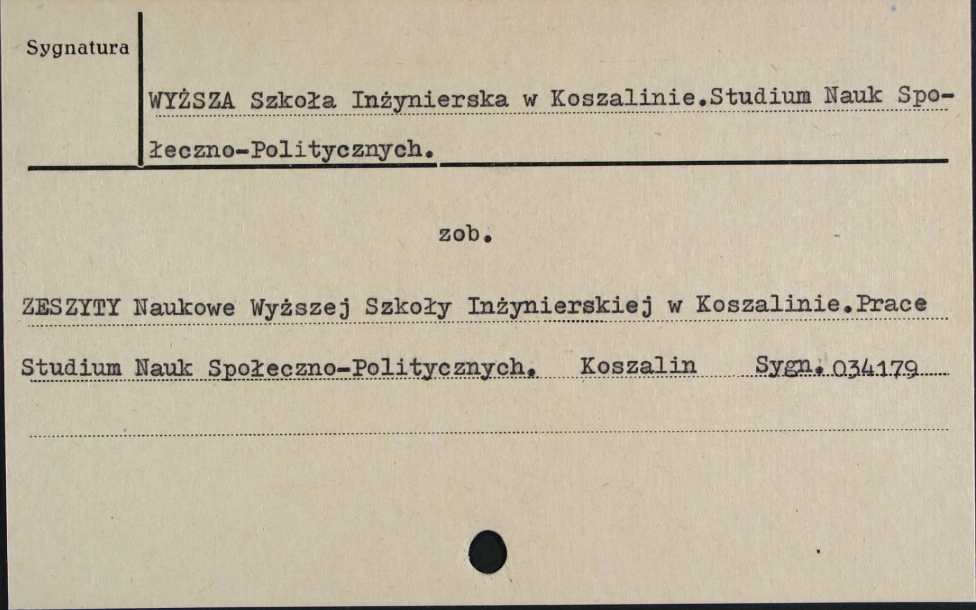 Sygnatura
WYŻSZA Szkoła Inżynierska w Koszalinie.Studium Nauk Spo-
łeczno-Politycznych.
zob.
ZESZYTY Naukowe Wyższej Szkoły Inżynierskiej w Koszalinie.Prace
Studium Nauk Społeczno-Politycznych. Koszalin Sygn. 034179